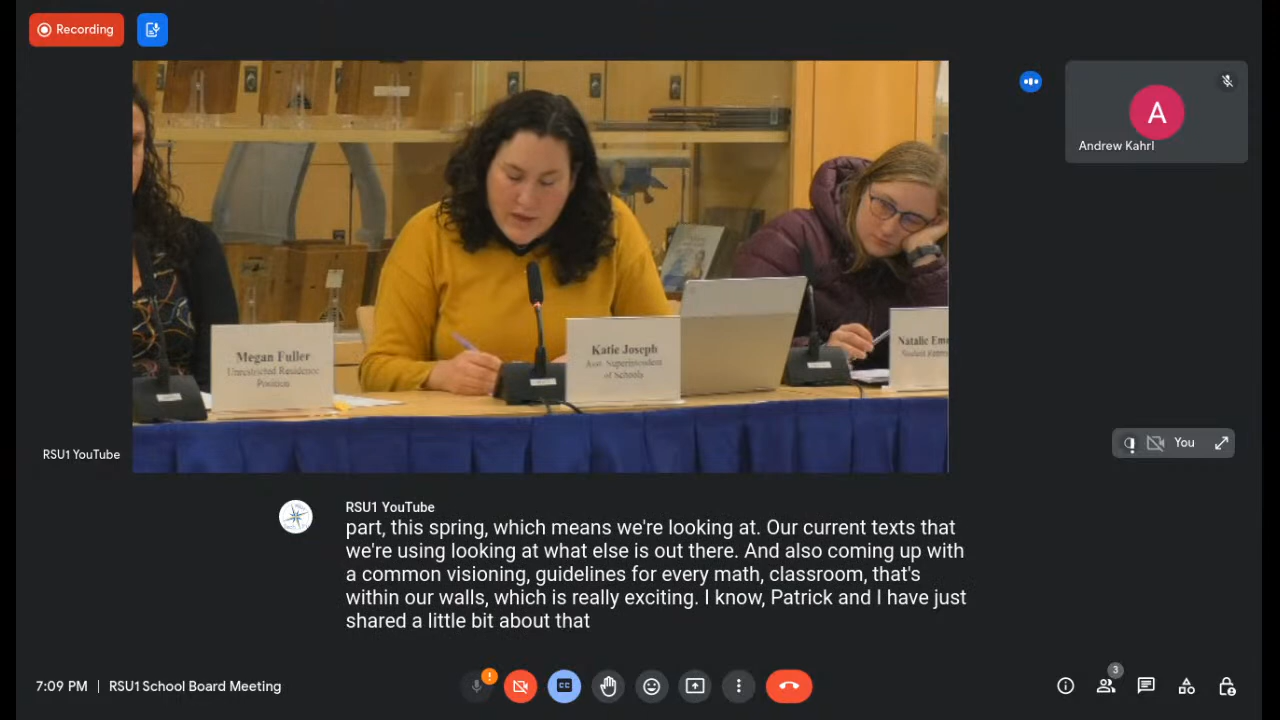 Recording
A
Andrew Kahrl
Megan Fuller
Unrestricted Residence
Position
Katie Joseph
Asst. Superintendent
of Schools
Natalie
Student
RSU1 YouTube
You
RSU1 YouTube
part, this spring, which means we're looking at. Our current texts that
we're using looking at what else is out there. And also coming up with
a common visioning, guidelines for every math, classroom, that's
within our walls, which is really exciting. I know, Patrick and I have just
shared a little bit about that
7:09 PM | RSU1 School Board Meeting
!
CC
3